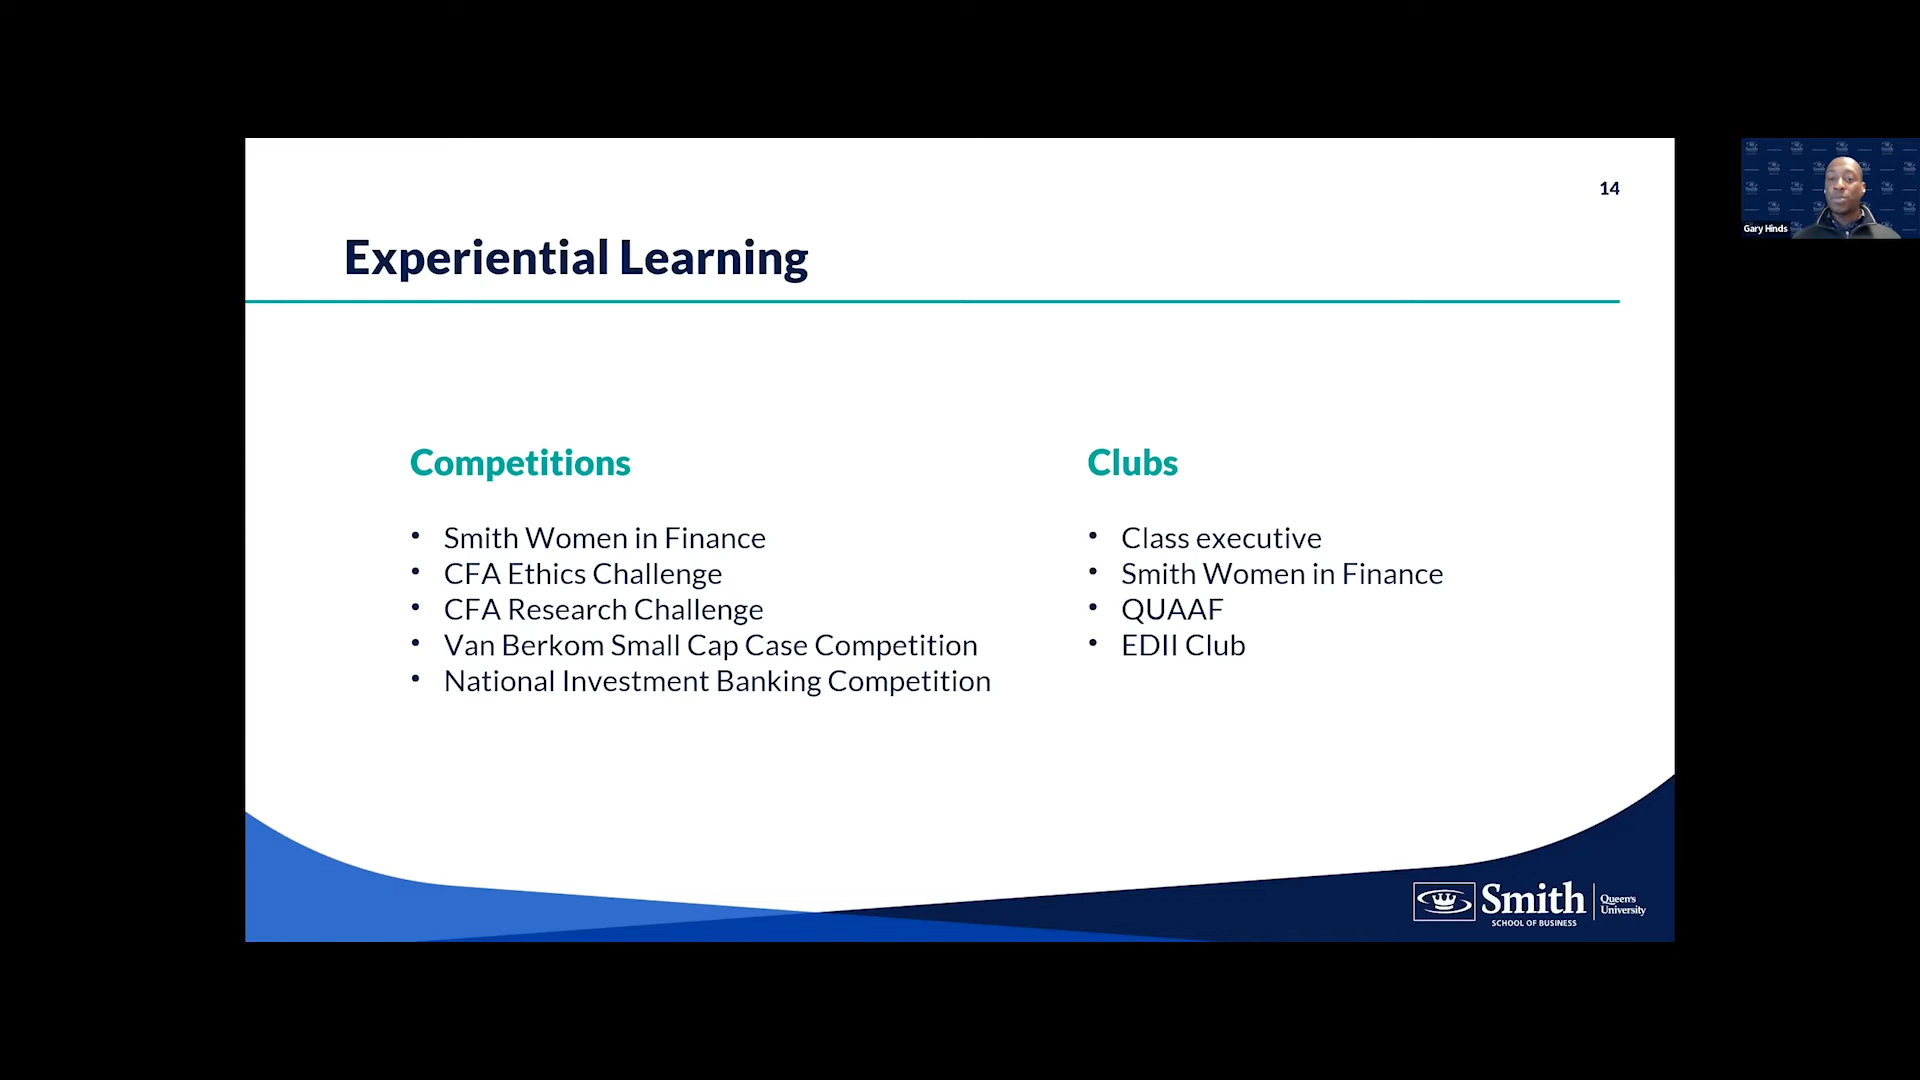 14
Experiential Learning
Competitions
• Smith Women in Finance
• CFA Ethics Challenge
• CFA Research Challenge
• Van Berkom Small Cap Case Competition
• National Investment Banking Competition
Clubs
• Class executive
• Smith Women in Finance
• QUAAF
• EDII Club
Smith
SCHOOL OF BUSINESS
Queen's
University
Gary Hinds